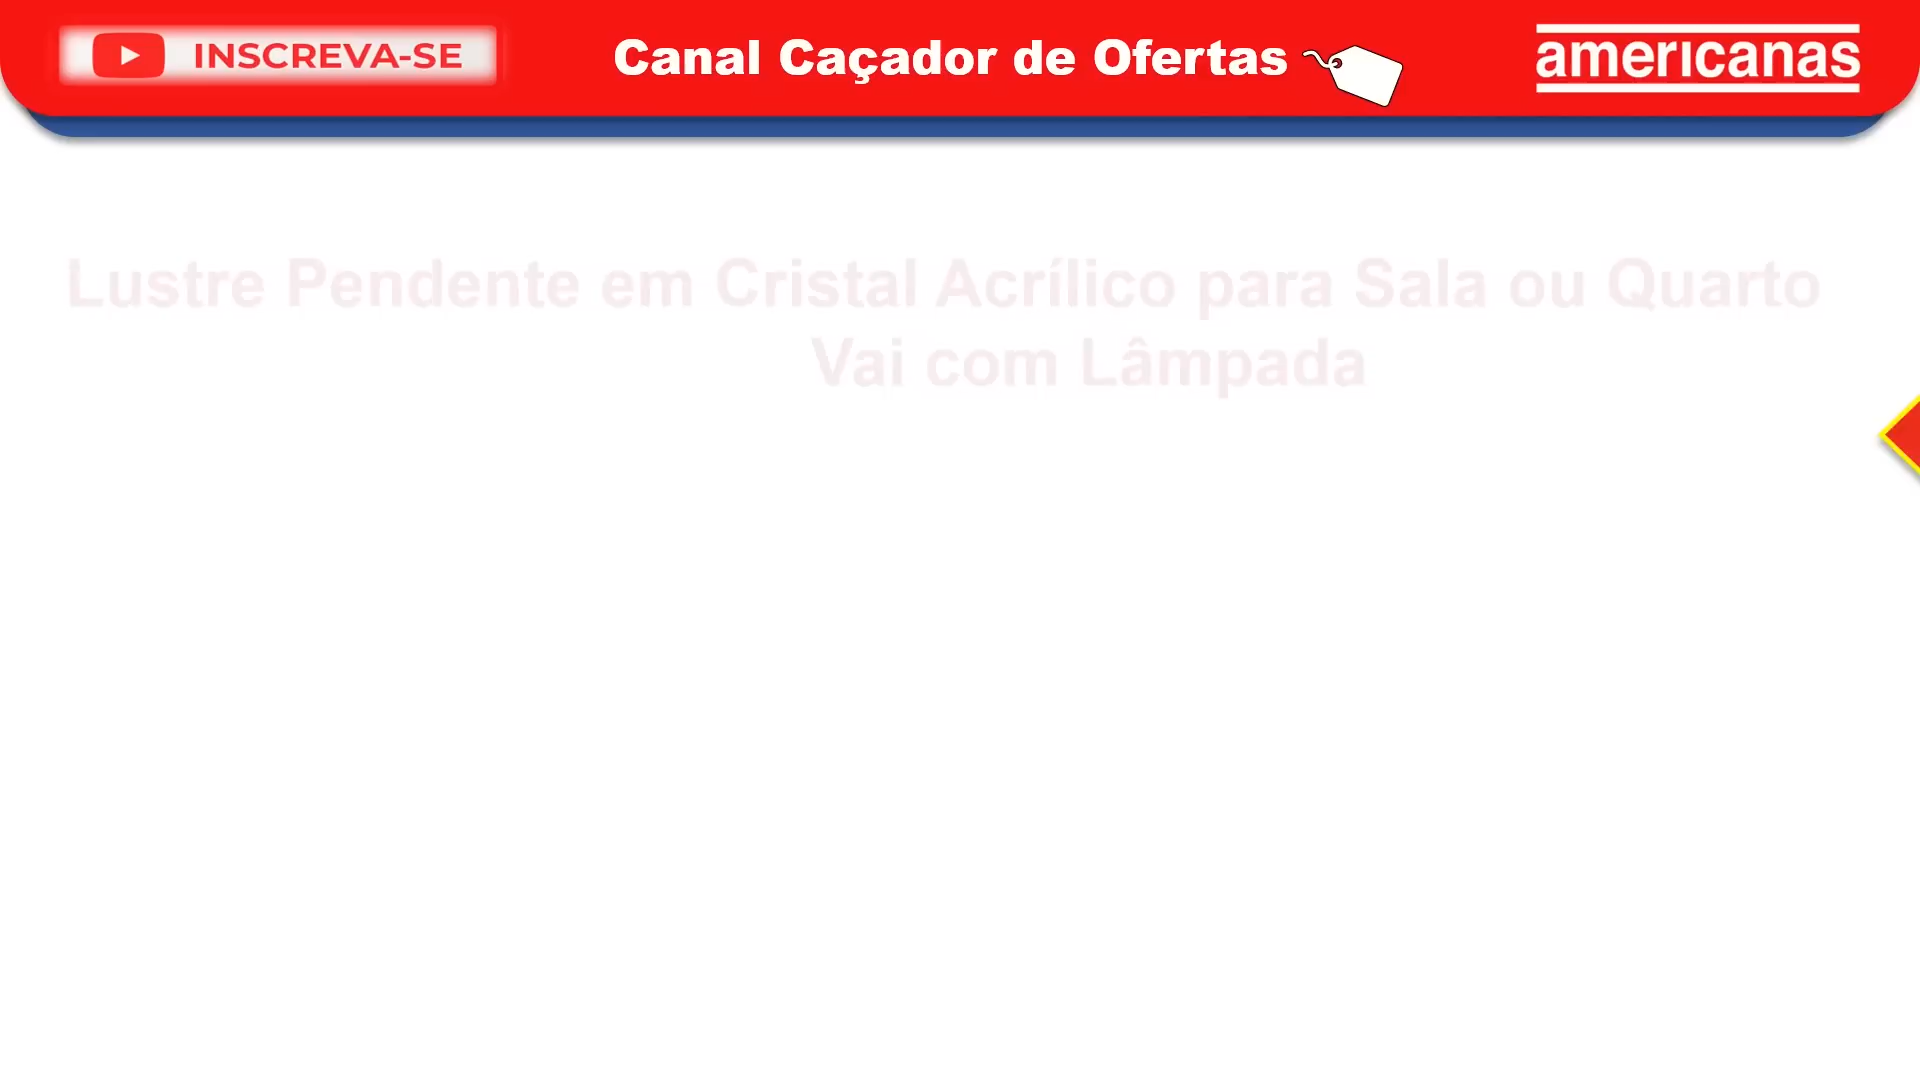 INSCREVA-SE
Canal Caçador de Ofertas
americanas
Lustre Pendente em Cristal Acrílico para Sala ou Quarto
Vai com Lâmpada